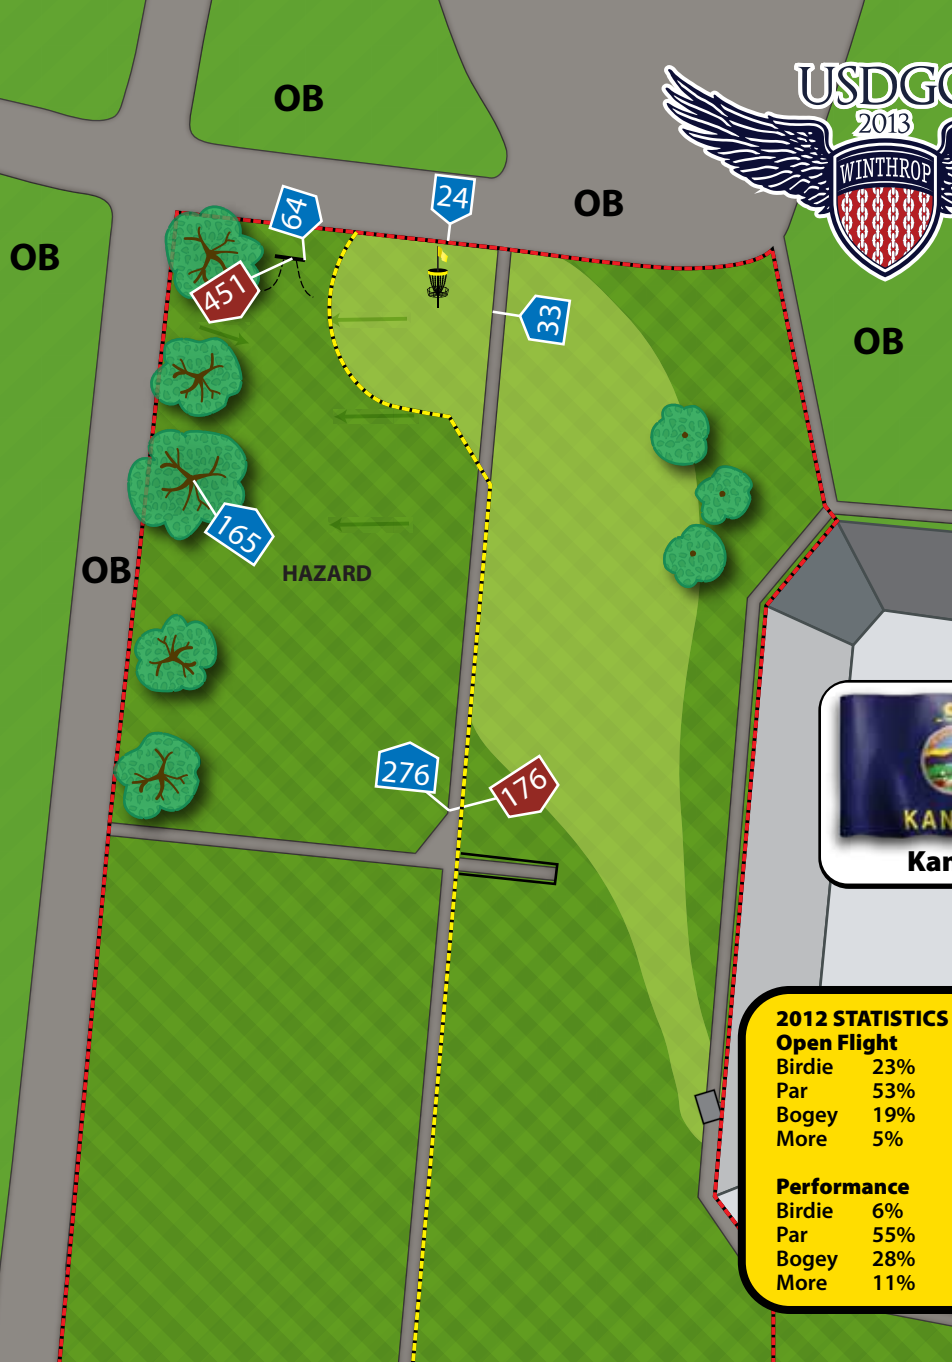 OB
USDGC
2013
WINTHROP
64
24
OB
OB
451
33
OB
165
OB
HAZARD
276
176
KAN
Kan
2012 STATISTICS
Open Flight
Birdie 23%
Par 53%
Bogey 19%
More 5%
Performance
Birdie 6%
Par 55%
Bogey 28%
More 11%